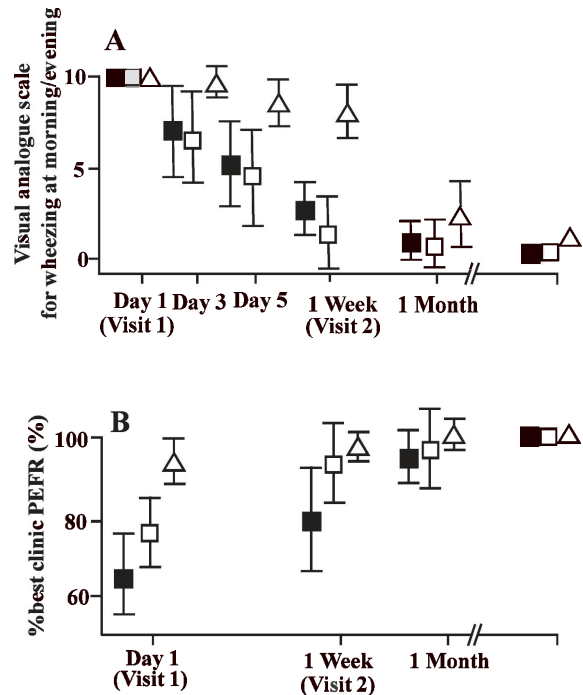 A
Visual analogue scale
for wheezing at morning/evening
10
5
0
Day 1
(Visit 1)
Day 3
Day 5
1 Week
(Visit 2)
1 Month
B
%best clinic PEFR (%)
100
80
60
Day 1
(Visit 1)
1 Week
(Visit 2)
1 Month